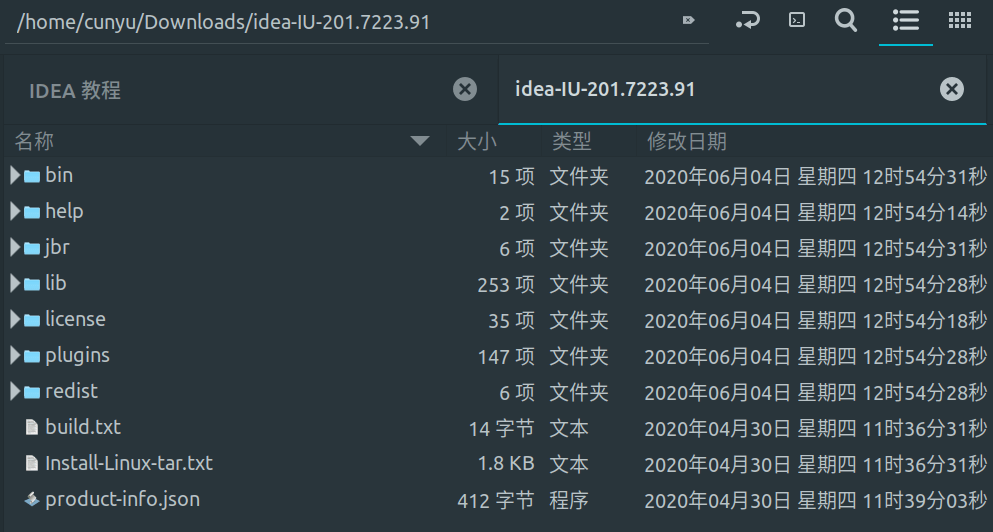 /home/cunyu/Downloads/idea-IU-201.7223.91
IDEA 教程 idea-IU-201.7223.91
名称 大小 类型 修改日期
bin 15 项 文件夹 2020年06月04日 星期四 12时54分31秒
help 2 项 文件夹 2020年06月04日 星期四 12时54分14秒
jbr 6 项 文件夹 2020年06月04日 星期四 12时54分31秒
lib 253 项 文件夹 2020年06月04日 星期四 12时54分28秒
license 35 项 文件夹 2020年06月04日 星期四 12时54分18秒
plugins 147 项 文件夹 2020年06月04日 星期四 12时54分28秒
redist 6 项 文件夹 2020年06月04日 星期四 12时54分28秒
build.txt 14 字节 文本 2020年04月30日 星期四 11时36分31秒
Install-Linux-tar.txt 1.8 KB 文本 2020年04月30日 星期四 11时36分31秒
product-info.json 412 字节 程序 2020年04月30日 星期四 11时39分03秒